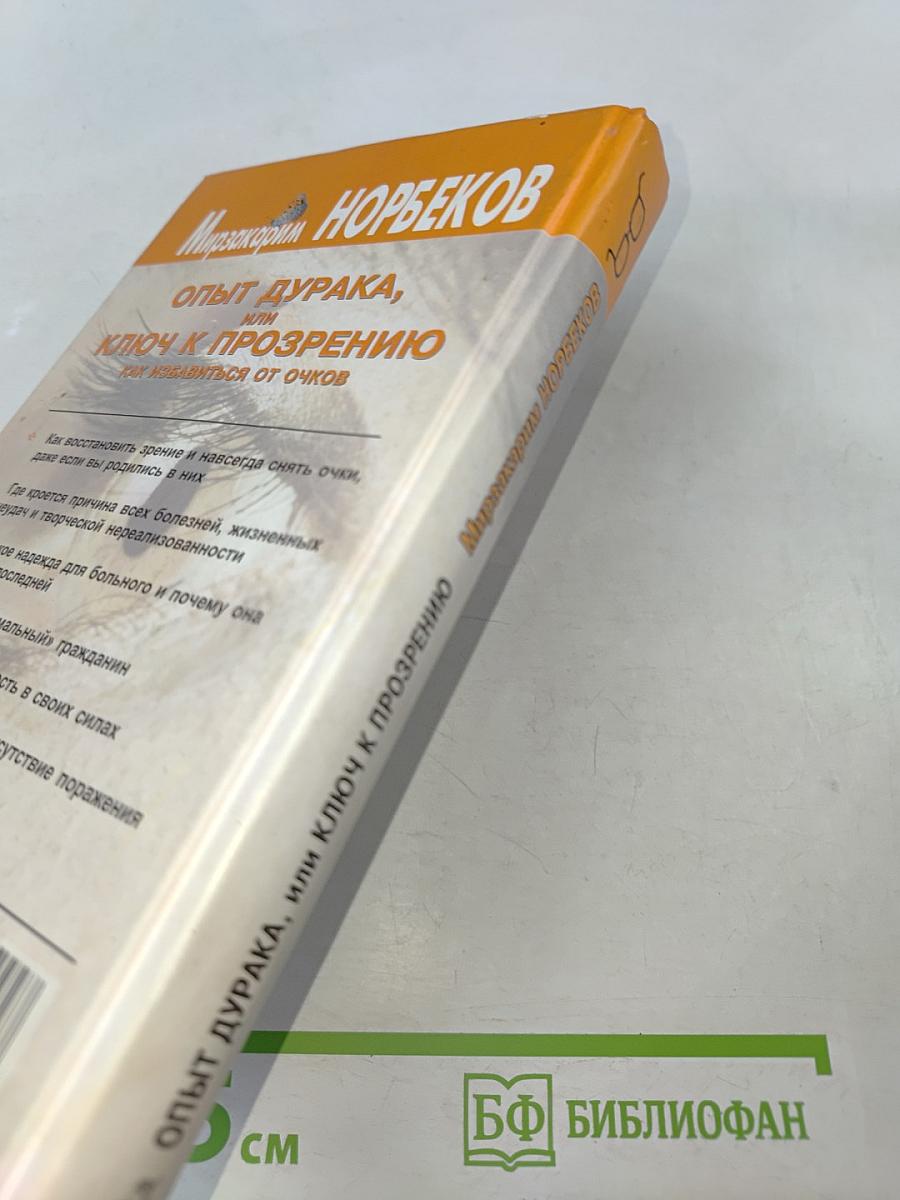 Мирзакарим НОРБЕКОВ
ОПЫТ ДУРАКА,
ИЛИ
КЛЮЧ К ПРОЗРЕНИЮ
КАК ИЗБАВИТЬСЯ ОТ ОЧКОВ
Как восстановить зрение и навсегда снять очки,
даже если вы родились в них
Где кроется причина всех болезней, жизненных
неудач и творческой нереализованности
надежда для больного и почему она
последней
гражданин
в своих силах
поражения
ОПЫТ ДУРАКА, или КЛЮЧ К ПРОЗРЕНИЮ Мирзакарим НОРБЕКОВ
5 см
БФ БИБЛИОФАН